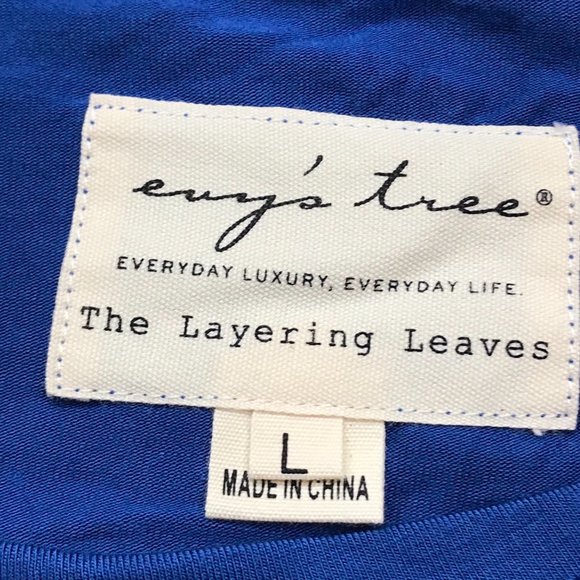 evy's tree®
EVERYDAY LUXURY, EVERYDAY LIFE.
The Layering Leaves
L
MADE IN CHINA